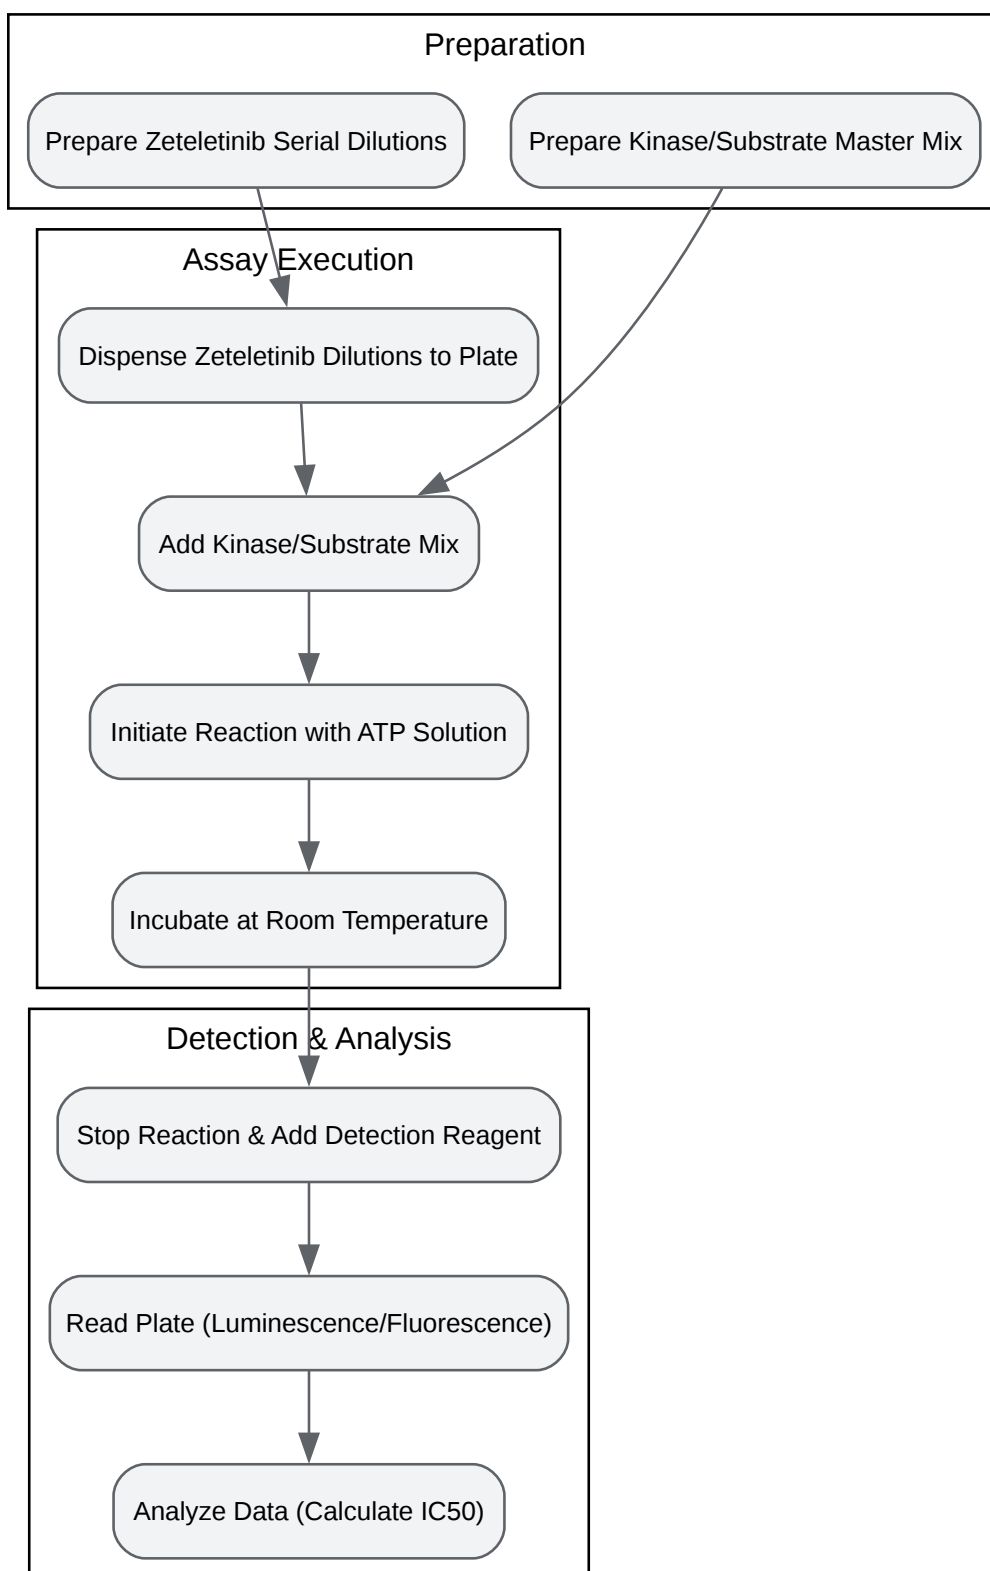 Preparation
Prepare Zeteletinib Serial Dilutions
Prepare Kinase/Substrate Master Mix
Assay Execution
Dispense Zeteletinib Dilutions to Plate
Add Kinase/Substrate Mix
Initiate Reaction with ATP Solution
Incubate at Room Temperature
Detection & Analysis
Stop Reaction & Add Detection Reagent
Read Plate (Luminescence/Fluorescence)
Analyze Data (Calculate IC50)